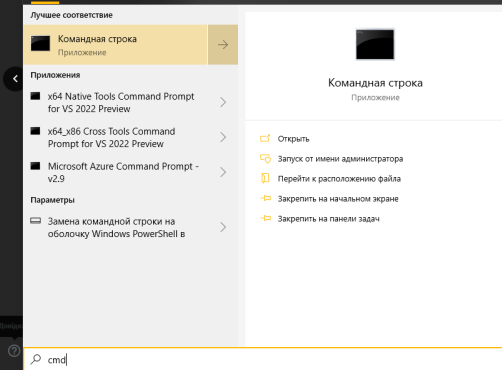 Лучшее соответствие
Командная строка
Приложение
Приложения
x64 Native Tools Command Prompt
for VS 2022 Preview
x64_x86 Cross Tools Command
Prompt for VS 2022 Preview
Microsoft Azure Command Prompt -
v2.9
Параметры
Замена командной строки на
оболочку Windows PowerShell в
cmd
Командная строка
Приложение
Открыть
Запуск от имени администратора
Перейти к расположению файла
Закрепить на начальном экране
Закрепить на панели задач